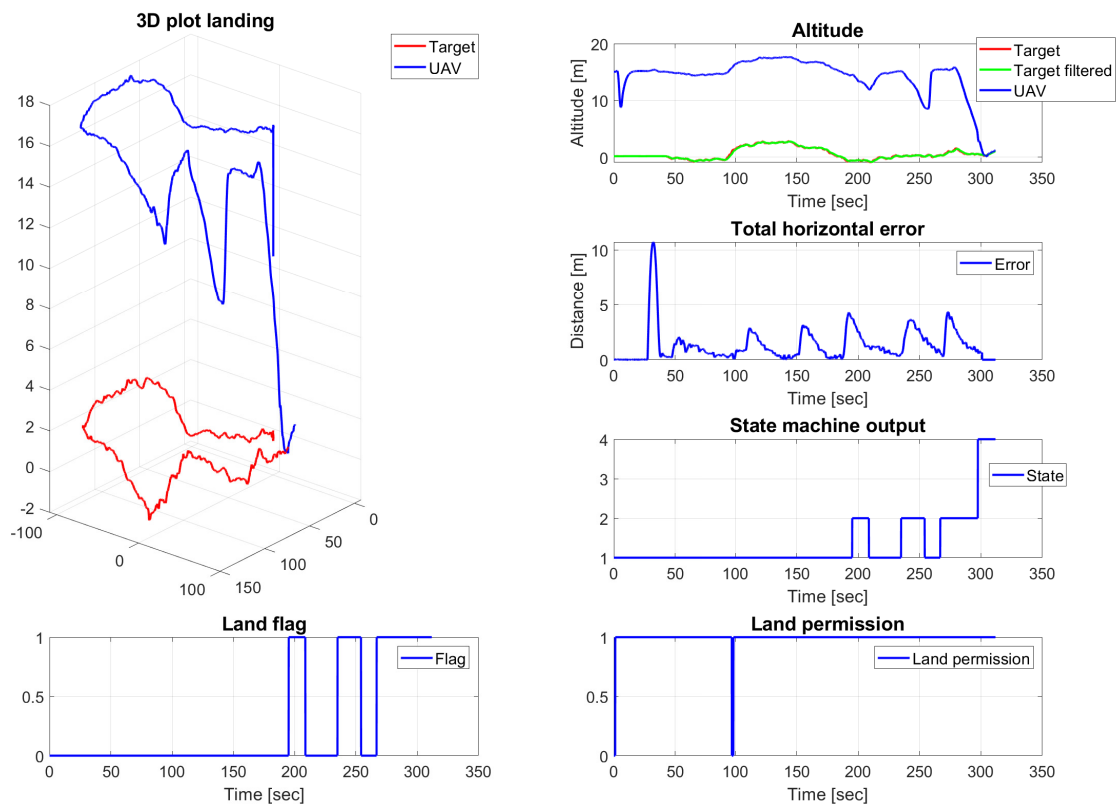 3D plot landing
Target
UAV
18
16
14
12
10
8
6
4
2
0
-2
-100
0
100
150
100
50
0
Altitude
Target
Target filtered
UAV
Altitude [m]
20
10
0
0 50 100 150 200 250 300 350
Time [sec]
Total horizontal error
Error
Distance [m]
10
5
0
0 50 100 150 200 250 300 350
Time [sec]
State machine output
State
4
3
2
1
0 50 100 150 200 250 300 350
Time [sec]
Land flag
Flag
1
0.5
0
0 50 100 150 200 250 300 350
Time [sec]
Land permission
Land permission
1
0.5
0
0 50 100 150 200 250 300 350
Time [sec]